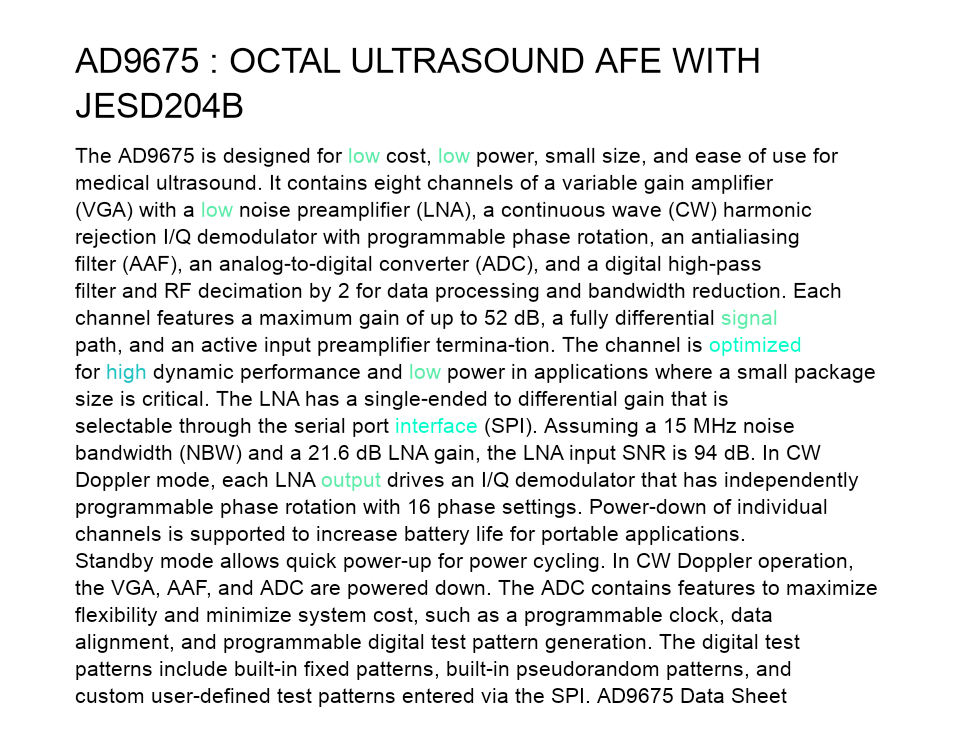 AD9675 : OCTAL ULTRASOUND AFE WITH
JESD204B
The AD9675 is designed for low cost, low power, small size, and ease of use for
medical ultrasound. It contains eight channels of a variable gain amplifier
(VGA) with a low noise preamplifier (LNA), a continuous wave (CW) harmonic
rejection I/Q demodulator with programmable phase rotation, an antialiasing
filter (AAF), an analog-to-digital converter (ADC), and a digital high-pass
filter and RF decimation by 2 for data processing and bandwidth reduction. Each
channel features a maximum gain of up to 52 dB, a fully differential signal
path, and an active input preamplifier termina-tion. The channel is optimized
for high dynamic performance and low power in applications where a small package
size is critical. The LNA has a single-ended to differential gain that is
selectable through the serial port interface (SPI). Assuming a 15 MHz noise
bandwidth (NBW) and a 21.6 dB LNA gain, the LNA input SNR is 94 dB. In CW
Doppler mode, each LNA output drives an I/Q demodulator that has independently
programmable phase rotation with 16 phase settings. Power-down of individual
channels is supported to increase battery life for portable applications.
Standby mode allows quick power-up for power cycling. In CW Doppler operation,
the VGA, AAF, and ADC are powered down. The ADC contains features to maximize
flexibility and minimize system cost, such as a programmable clock, data
alignment, and programmable digital test pattern generation. The digital test
patterns include built-in fixed patterns, built-in pseudorandom patterns, and
custom user-defined test patterns entered via the SPI. AD9675 Data Sheet